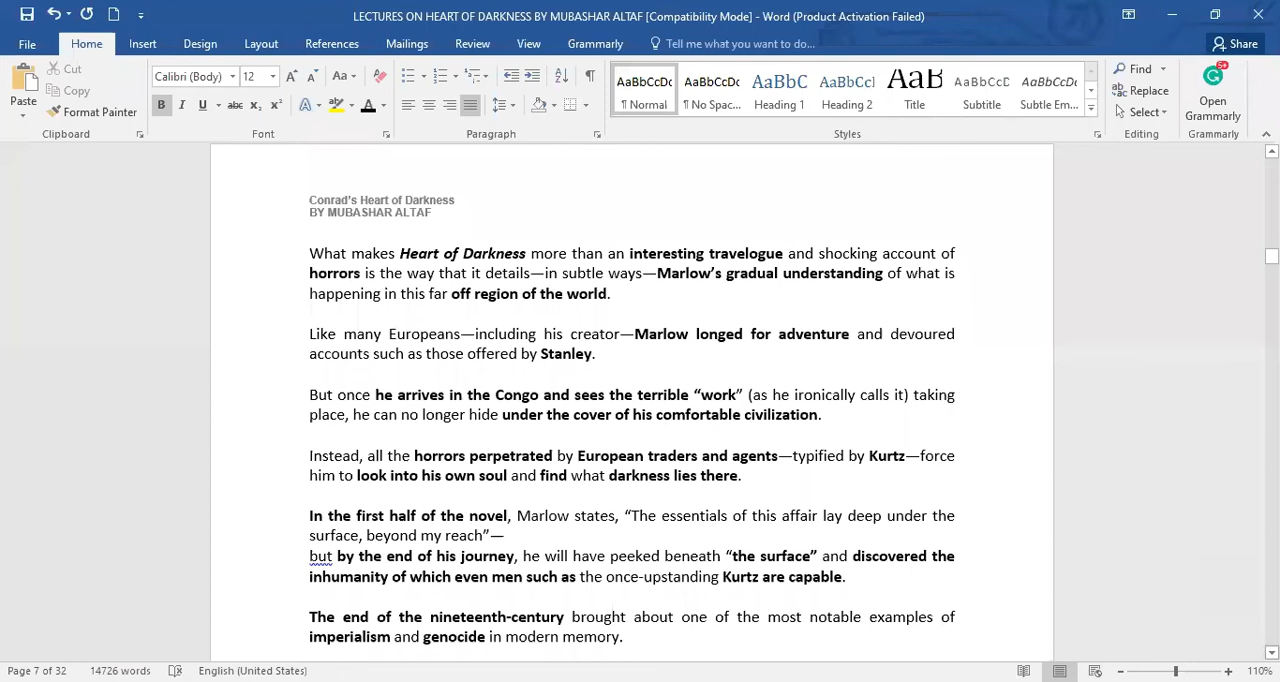 LECTURES ON HEART OF DARKNESS BY MUBASHAR ALTAF [Compatibility Mode] - Word (Product Activation Failed)
File Home Insert Design Layout References Mailings Review View Grammarly Tell me what you want to do... Share
Paste Cut Copy Format Painter
Clipboard
Calibri (Body) 12
Font
Paragraph
AaBbCcDc ¶ Normal
AaBbCcDc ¶ No Spac...
AaBbC Heading 1
AaBbCcI Heading 2
AaB Title
AaBbCcD Subtitle
AaBbCcDc Subtle Em...
Styles
Find
Replace
Select
Editing
Open Grammarly
Grammarly
Conrad's Heart of Darkness
BY MUBASHAR ALTAF
What makes Heart of Darkness more than an interesting travelogue and shocking account of
horrors is the way that it details—in subtle ways—Marlow's gradual understanding of what is
happening in this far off region of the world.
Like many Europeans—including his creator—Marlow longed for adventure and devoured
accounts such as those offered by Stanley.
But once he arrives in the Congo and sees the terrible “work” (as he ironically calls it) taking
place, he can no longer hide under the cover of his comfortable civilization.
Instead, all the horrors perpetrated by European traders and agents—typified by Kurtz—force
him to look into his own soul and find what darkness lies there.
In the first half of the novel, Marlow states, “The essentials of this affair lay deep under the
surface, beyond my reach”—
but by the end of his journey, he will have peeked beneath “the surface” and discovered the
inhumanity of which even men such as the once-upstanding Kurtz are capable.
The end of the nineteenth-century brought about one of the most notable examples of
imperialism and genocide in modern memory.
Page 7 of 32 14726 words English (United States) 110%